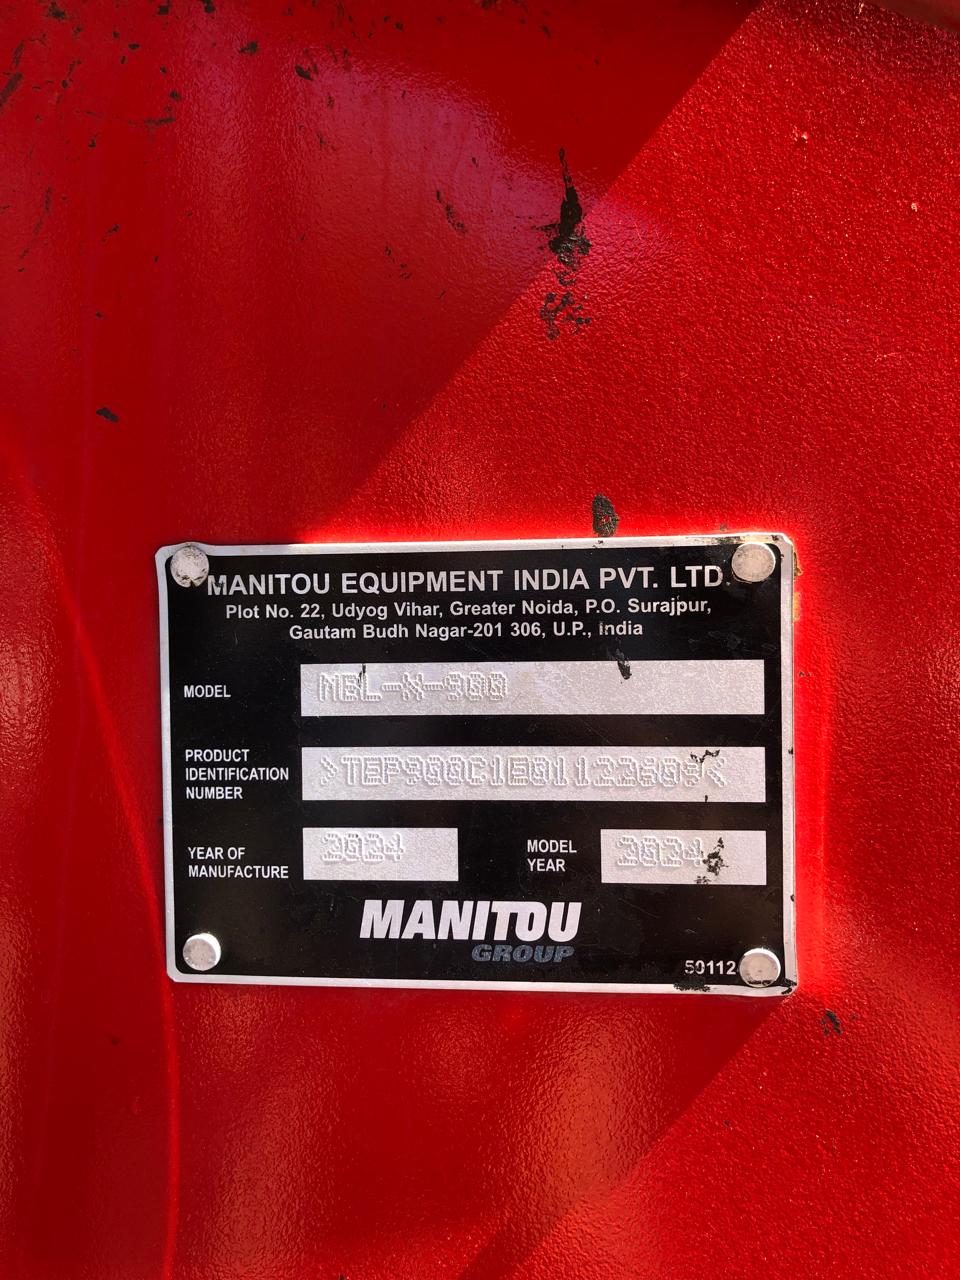 MANITOU EQUIPMENT INDIA PVT. LTD.
Plot No. 22, Udyog Vihar, Greater Noida, P.O. Surajpur,
Gautam Budh Nagar-201 306, U.P., India
MODEL MBL-X-900
PRODUCT
IDENTIFICATION
NUMBER
>TEP900C1E01122609<
YEAR OF
MANUFACTURE
2024
MODEL
YEAR
2024
MANITOU
GROUP